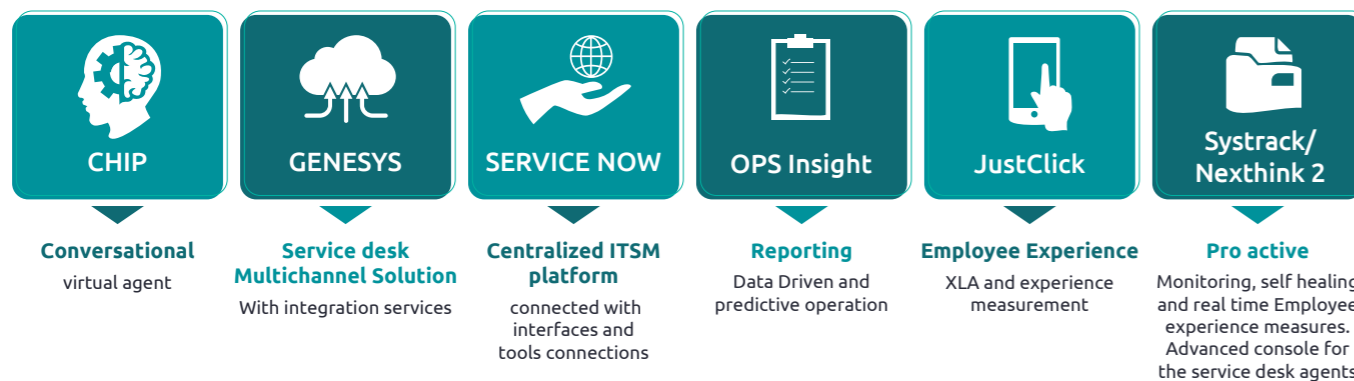 CHIP
Conversational
virtual agent
GENESYS
Service desk
Multichannel Solution
With integration services
SERVICE NOW
Centralized ITSM
platform
connected with
interfaces and
tools connections
OPS Insight
Reporting
Data Driven and
predictive operation
JustClick
Employee Experience
XLA and experience
measurement
Systrack/
Nexthink 2
Pro active
Monitoring, self healing
and real time Employee
experience measures.
Advanced console for
the service desk agents